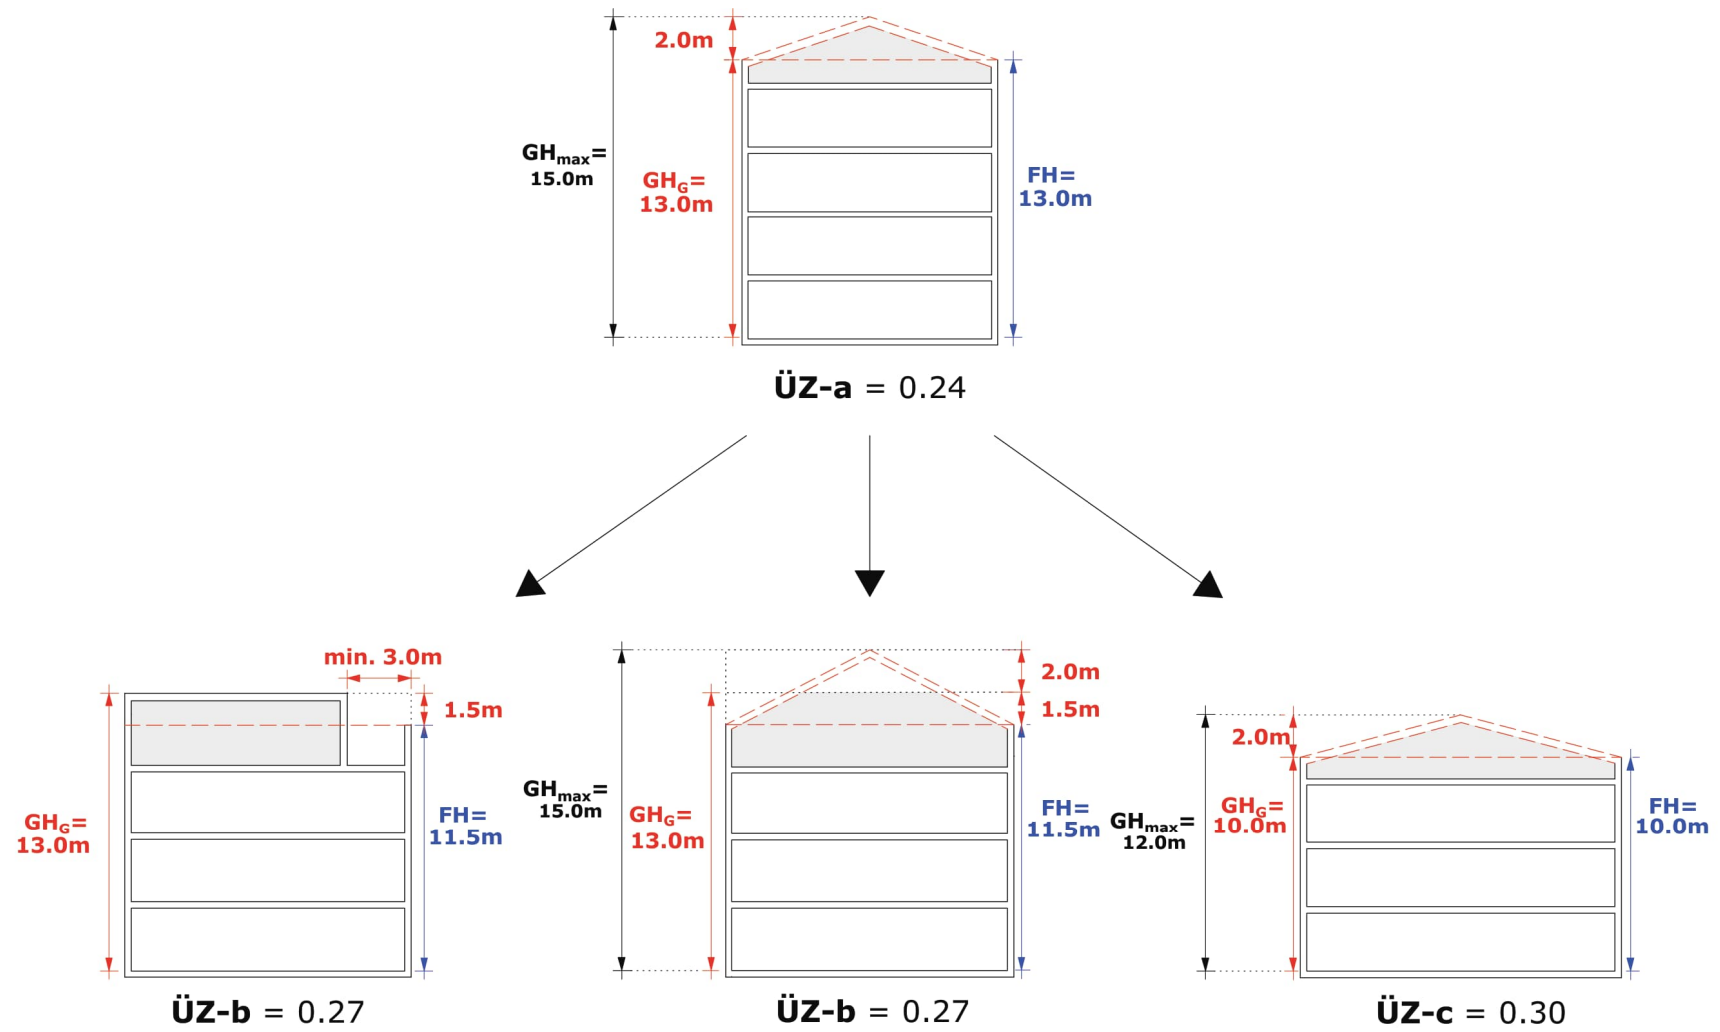 2.0m
GHmax=
15.0m
GHG=
13.0m
FH=
13.0m
ÜZ-a = 0.24
min. 3.0m
1.5m
GHG=
13.0m
FH=
11.5m
ÜZ-b = 0.27
2.0m
1.5m
GHmax=
15.0m
GHG=
13.0m
FH=
11.5m
ÜZ-b = 0.27
2.0m
GHmax=
12.0m
GHG=
10.0m
FH=
10.0m
ÜZ-c = 0.30